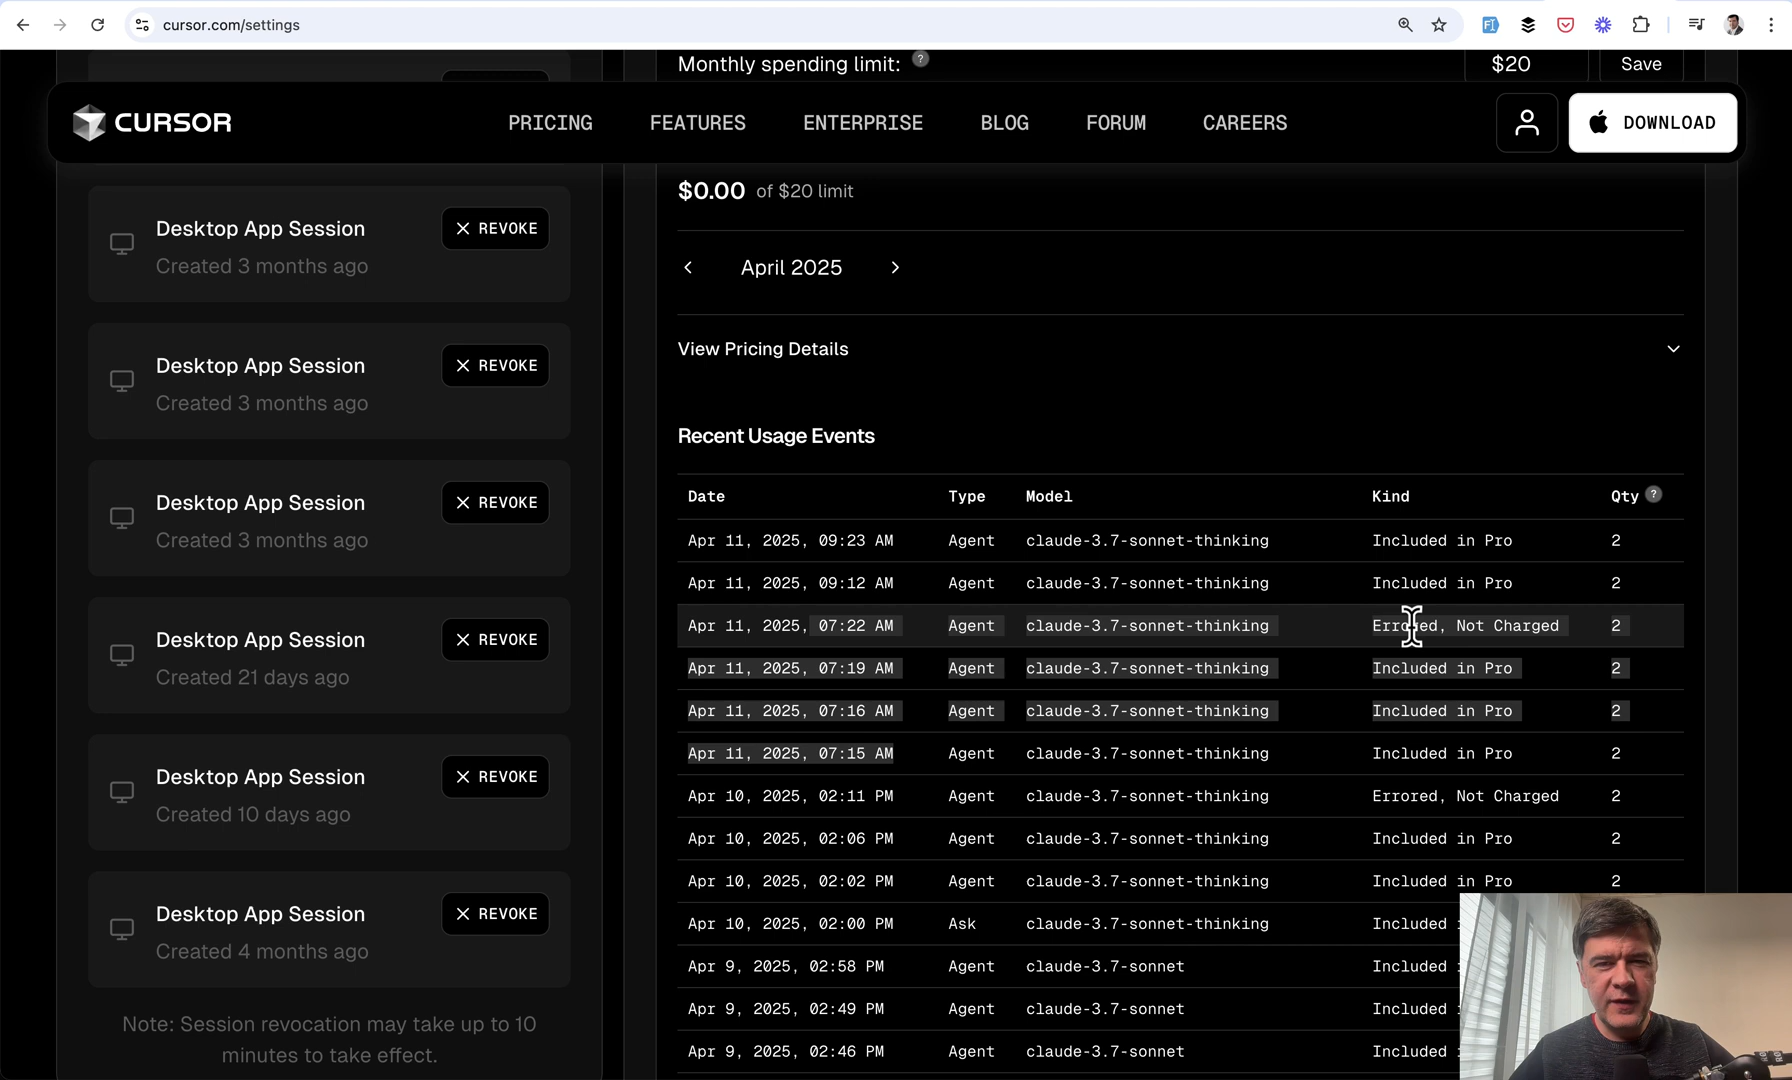 cursor.com/settings
Monthly spending limit: ?
$20
Save
CURSOR
PRICING
FEATURES
ENTERPRISE
BLOG
FORUM
CAREERS
DOWNLOAD
Desktop App Session
Created 3 months ago
REVOKE
Desktop App Session
Created 3 months ago
REVOKE
Desktop App Session
Created 3 months ago
REVOKE
Desktop App Session
Created 21 days ago
REVOKE
Desktop App Session
Created 10 days ago
REVOKE
Desktop App Session
Created 4 months ago
REVOKE
Note: Session revocation may take up to 10
minutes to take effect.
$0.00 of $20 limit
April 2025
View Pricing Details
Recent Usage Events
Date Type Model Kind Qty ?
Apr 11, 2025, 09:23 AM Agent claude-3.7-sonnet-thinking Included in Pro 2
Apr 11, 2025, 09:12 AM Agent claude-3.7-sonnet-thinking Included in Pro 2
Apr 11, 2025, 07:22 AM Agent claude-3.7-sonnet-thinking Errored, Not Charged 2
Apr 11, 2025, 07:19 AM Agent claude-3.7-sonnet-thinking Included in Pro 2
Apr 11, 2025, 07:16 AM Agent claude-3.7-sonnet-thinking Included in Pro 2
Apr 11, 2025, 07:15 AM Agent claude-3.7-sonnet-thinking Included in Pro 2
Apr 10, 2025, 02:11 PM Agent claude-3.7-sonnet-thinking Errored, Not Charged 2
Apr 10, 2025, 02:06 PM Agent claude-3.7-sonnet-thinking Included in Pro 2
Apr 10, 2025, 02:02 PM Agent claude-3.7-sonnet-thinking Included in Pro 2
Apr 10, 2025, 02:00 PM Ask claude-3.7-sonnet-thinking Included
Apr 9, 2025, 02:58 PM Agent claude-3.7-sonnet Included
Apr 9, 2025, 02:49 PM Agent claude-3.7-sonnet Included
Apr 9, 2025, 02:46 PM Agent claude-3.7-sonnet Included